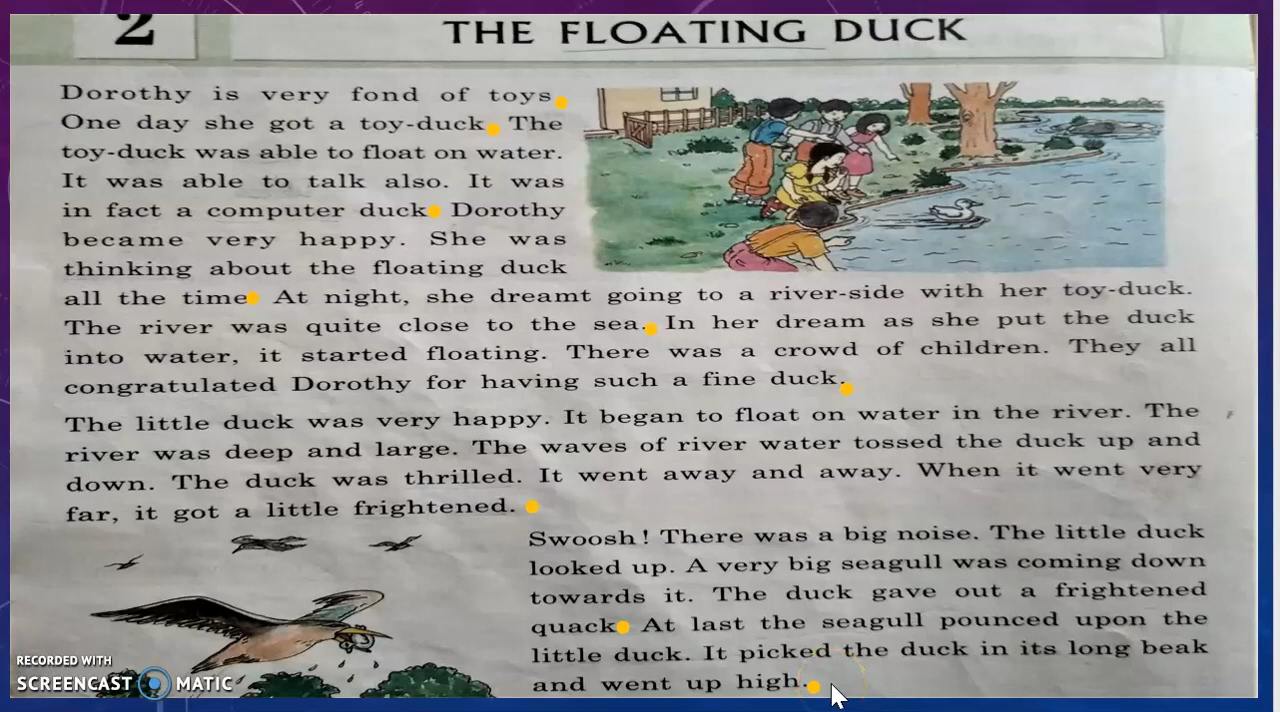 2
THE FLOATING DUCK
Dorothy is very fond of toys.
One day she got a toy-duck. The
toy-duck was able to float on water.
It was able to talk also. It was
in fact a computer duck. Dorothy
became very happy. She was
thinking about the floating duck
all the time. At night, she dreamt going to a river-side with her toy-duck.
The river was quite close to the sea. In her dream as she put the duck
into water, it started floating. There was a crowd of children. They all
congratulated Dorothy for having such a fine duck.
The little duck was very happy. It began to float on water in the river. The
river was deep and large. The waves of river water tossed the duck up and
down. The duck was thrilled. It went away and away. When it went very
far, it got a little frightened.
Swoosh! There was a big noise. The little duck
looked up. A very big seagull was coming down
towards it. The duck gave out a frightened
quack. At last the seagull pounced upon the
little duck. It picked the duck in its long beak
and went up high.
RECORDED WITH
SCREENCAST MATIC